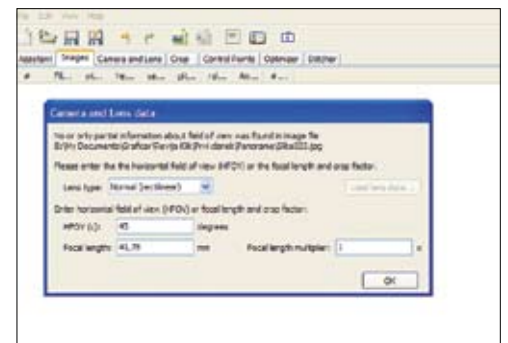 File Edit View Help
Assistant Images Camera and Lens Crop Control Points Optimizer Stitcher
#
Camera and Lens data
No or only partial information about field of view was found in image file
Please enter the the horizontal field of view (HFOV) or the focal length and crop factor.
Lens type: Normal (rectilinear) Load lens data...
Enter horizontal field of view (HFOV) or focal length and crop factor:
HFOV (v): 45 degrees
Focal length: 41,79 mm Focal length multiplier: 1 x
OK